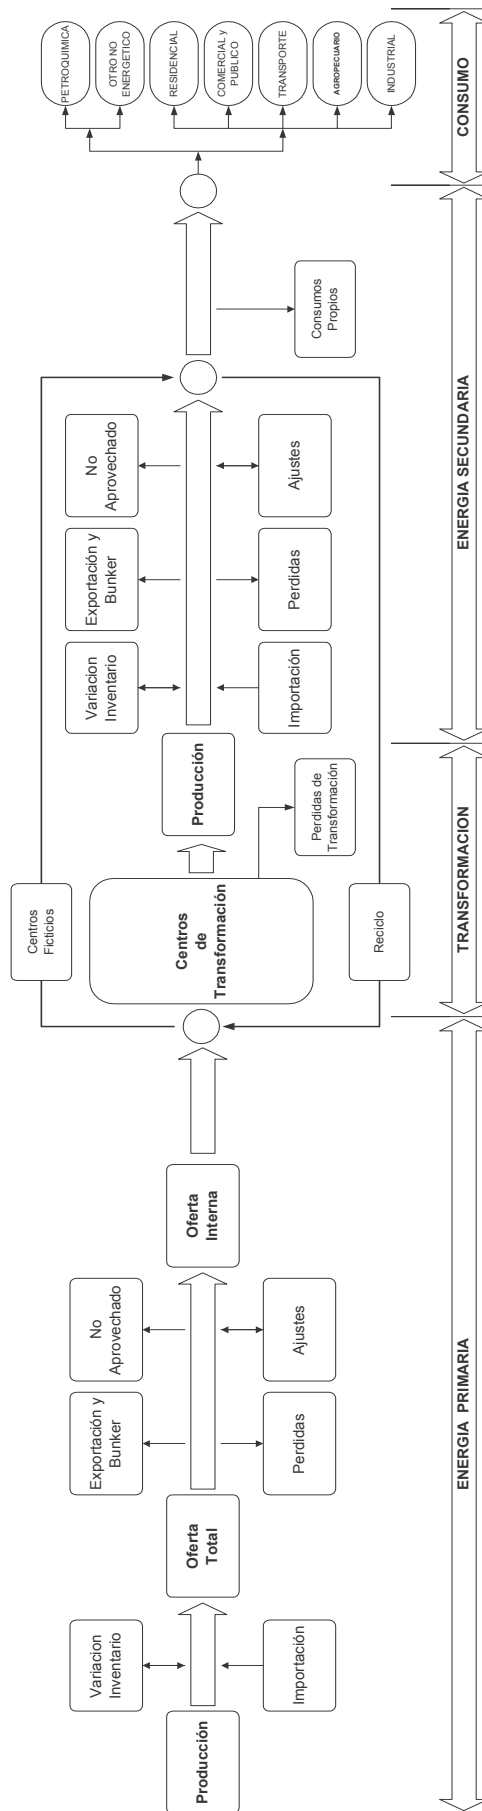 Producción
Variacion
Inventario
Importación
Oferta
Total
Exportación y
Bunker
Perdidas
No
Aprovechado
Ajustes
Oferta
Interna
Centros
Ficticios
Centros
de
Transformación
Reciclo
Perdidas de
Transformación
Producción
Variacion
Inventario
Importación
Exportación y
Bunker
Perdidas
No
Aprovechado
Ajustes
Consumos
Propios
PETROQUIMICA
OTRO NO
ENERGETICO
RESIDENCIAL
COMERCIAL y
PUBLICO
TRANSPORTE
AGROPECUARIO
INDUSTRIAL
ENERGIA PRIMARIA
TRANSFORMACION
ENERGIA SECUNDARIA
CONSUMO